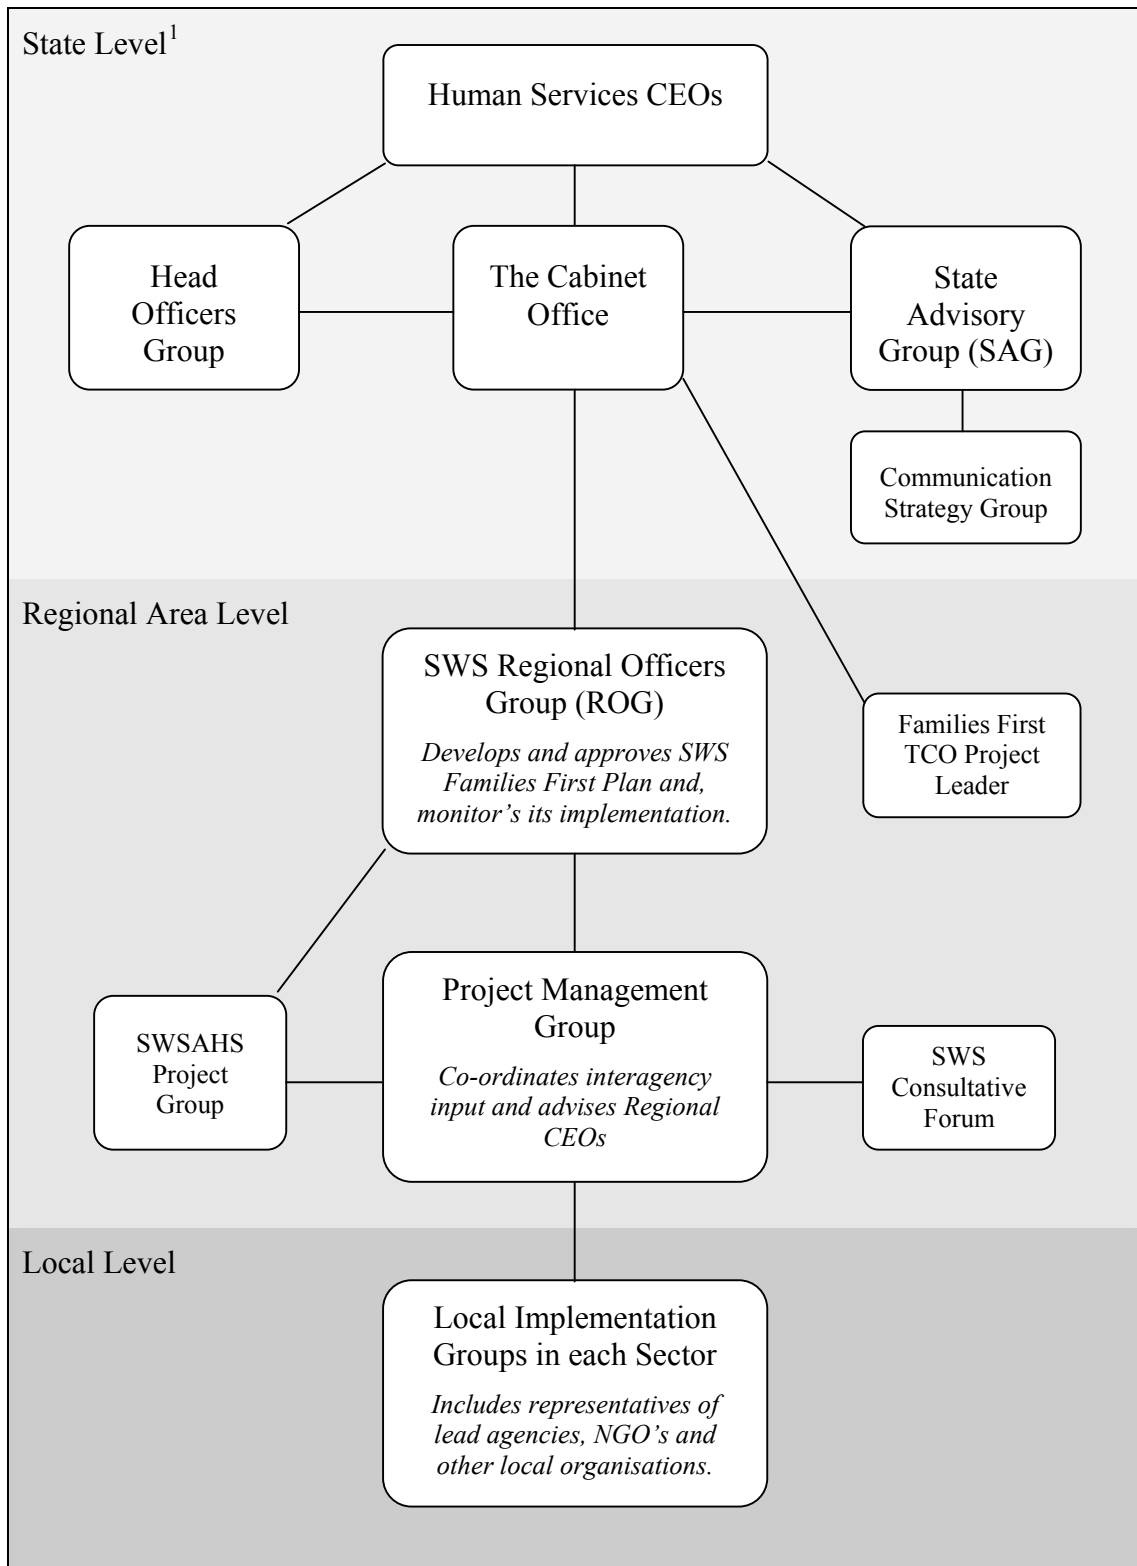 State Level¹
Human Services CEOs
Head
Officers
Group
The Cabinet
Office
State
Advisory
Group (SAG)
Communication
Strategy Group
Regional Area Level
SWS Regional Officers
Group (ROG)
Develops and approves SWS
Families First Plan and,
monitor’s its implementation.
Families First
TCO Project
Leader
SWSAHS
Project
Group
Project Management
Group
Co-ordinates interagency
input and advises Regional
CEOs
SWS
Consultative
Forum
Local Level
Local Implementation
Groups in each Sector
Includes representatives of
lead agencies, NGO’s and
other local organisations.